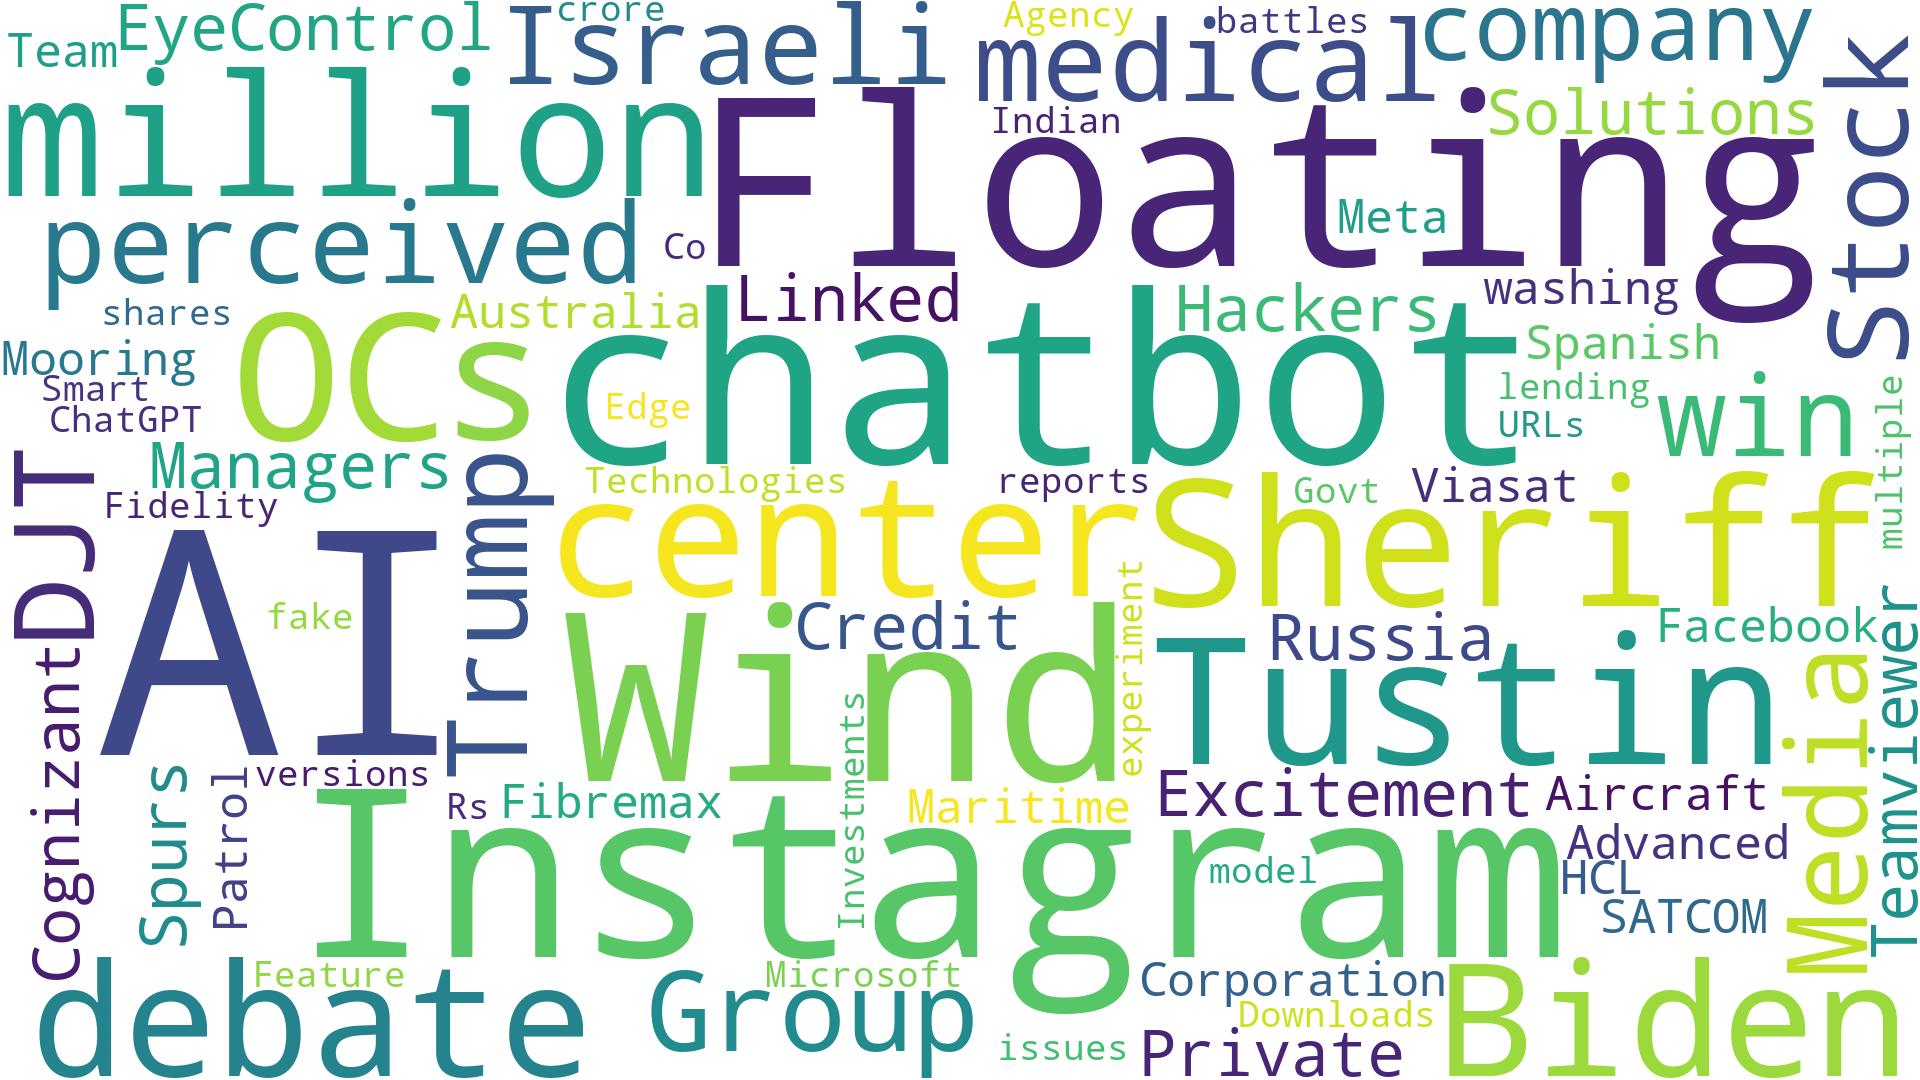 Team
EyeControl
Israeli
crore
Agency
battles
medical
company
Stock
million
Floating
Indian
Solutions
Meta
perceived
Co
shares
OCs
Australia
Linked
Hackers
washing
Spanish
Mooring
Smart
ChatGPT
chatbot
Edge
lending
URLs
win
multiple
Managers
Fidelity
DJT
Trump
Technologies
reports
Govt
Viasat
center
Sheriff
AI
fake
Wind
Credit
experiment
Russia
Facebook
Tustin
Media
Teamviewer
Cognizant
Spurs
Patrol
versions
Rs
Fibremax
Investments
Maritime
Excitement
Aircraft
Advanced
HCL
SATCOM
Instagram
model
debate
Feature
Group
Microsoft
issues
Corporation
Downloads
Private
Biden